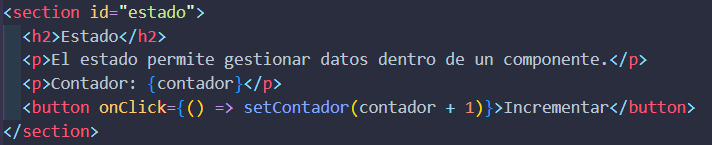 <section id="estado">
<h2>Estado</h2>
<p>El estado permite gestionar datos dentro de un componente.</p>
<p>Contador: {contador}</p>
<button onClick={() => setContador(contador + 1)}>Incrementar</button>
</section>